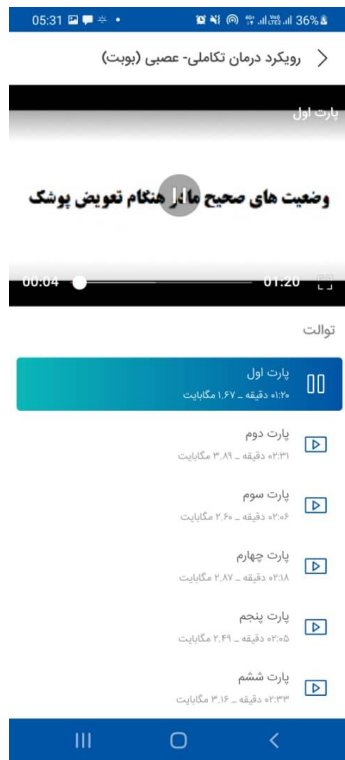 05:31
36%
رویکرد درمان تکاملی- عصبی (بوبت)
پارت اول
وضعیت های صحیح مادر هنگام تعویض پوشک
00:04
01:20
توالت
پارت اول
۰۱:۲۰ دقیقه ـ ۱٫۶۷ مگابایت
پارت دوم
۰۲:۳۱ دقیقه ـ ۳٫۸۹ مگابایت
پارت سوم
۰۲:۰۶ دقیقه ـ ۲٫۶۰ مگابایت
پارت چهارم
۰۲:۱۸ دقیقه ـ ۲٫۸۷ مگابایت
پارت پنجم
۰۲:۰۵ دقیقه ـ ۲٫۴۹ مگابایت
پارت ششم
۰۲:۳۳ دقیقه ـ ۳٫۱۶ مگابایت